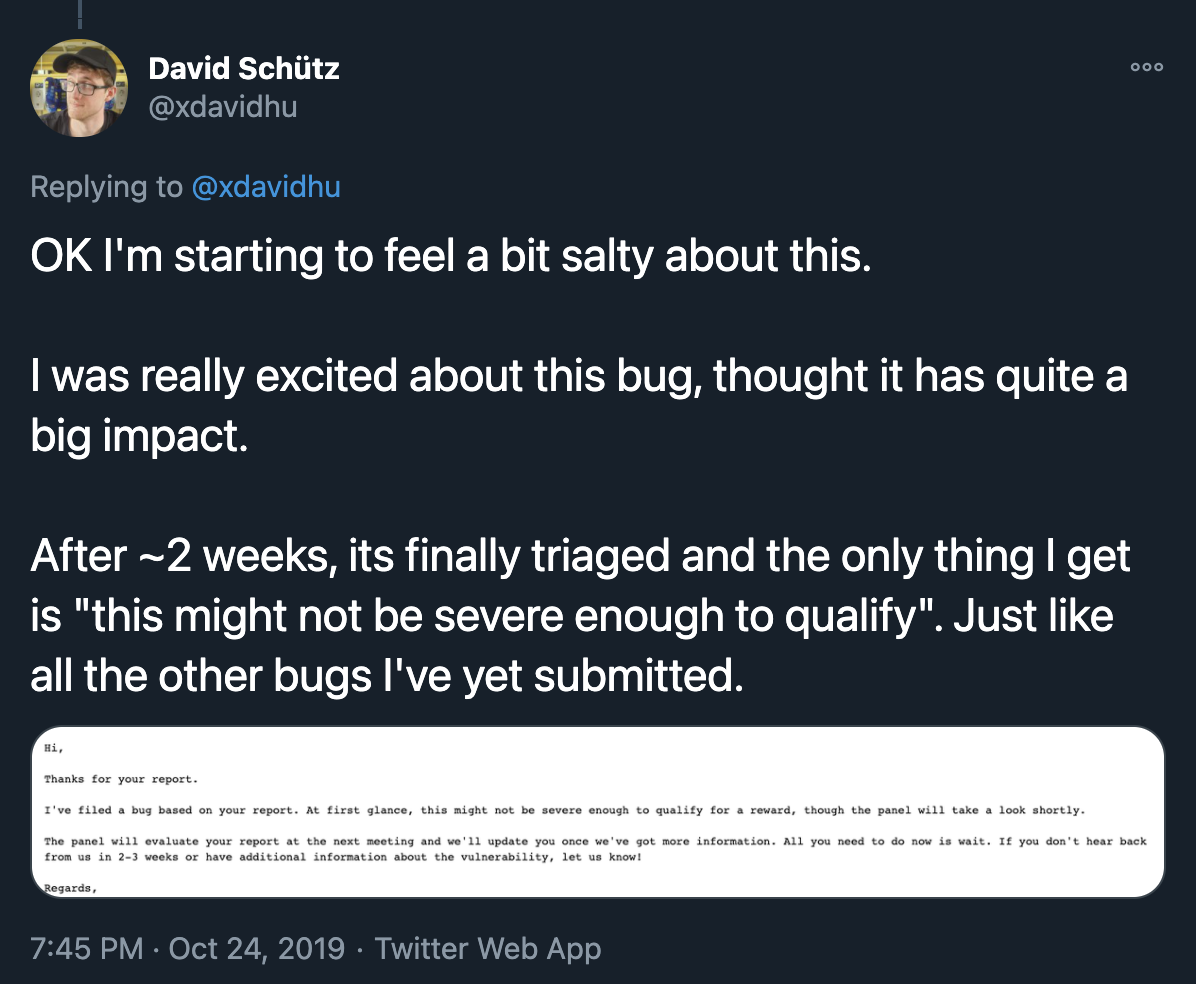 David Schütz
@xdavidhu
Replying to @xdavidhu
OK I'm starting to feel a bit salty about this.
I was really excited about this bug, thought it has quite a
big impact.
After ~2 weeks, its finally triaged and the only thing I get
is "this might not be severe enough to qualify". Just like
all the other bugs I've yet submitted.
Hi,
Thanks for your report.
I've filed a bug based on your report. At first glance, this might not be severe enough to qualify for a reward, though the panel will take a look shortly.
The panel will evaluate your report at the next meeting and we'll update you once we've got more information. All you need to do now is wait. If you don't hear back
from us in 2-3 weeks or have additional information about the vulnerability, let us know!
Regards,
7:45 PM · Oct 24, 2019 · Twitter Web App